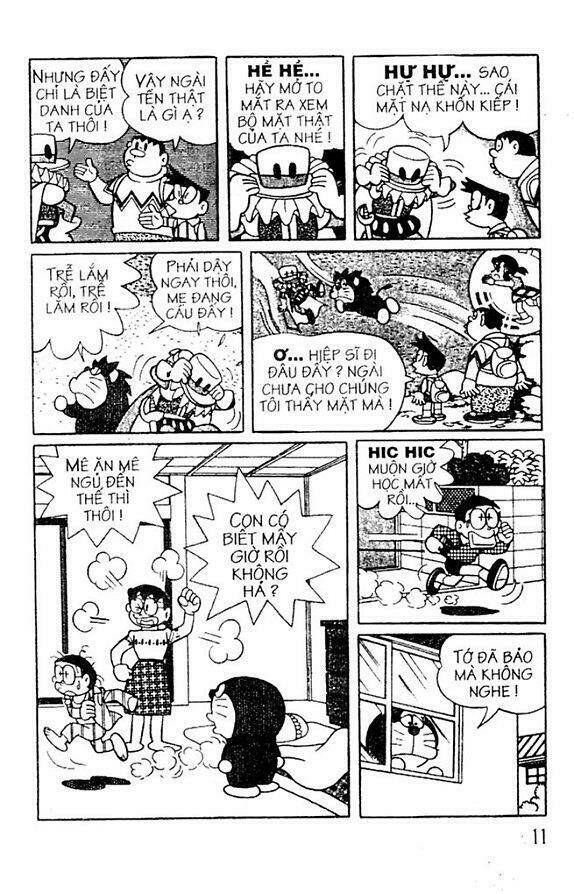 NHƯNG ĐẤY
CHỈ LÀ BIỆT
DANH CỦA
TA THÔI !
VẬY NGÀI
TÊN THẬT
LÀ GÌ Ạ ?
HỀ HỀ...
HÃY MỞ TO
MẮT RA XEM
BỘ MẶT THẬT
CỦA TA NHÉ !
HỰ HỰ... SAO
CHẶT THẾ NÀY... CÁI
MẶT NẠ KHỐN KIẾP !
TRỄ LẮM
RỒI, TRỄ
LẮM RỒI !
PHẢI DẬY
NGAY THÔI,
MẸ ĐANG
CÁU ĐẤY !
Ơ... HIỆP SĨ ĐI
ĐÂU ĐẤY ? NGÀI
CHƯA CHO CHÚNG
TÔI THẤY MẶT MÀ !
MÊ ĂN MÊ
NGỦ ĐẾN
THẾ THÌ
THÔI !
CON CÓ
BIẾT MẤY
GIỜ RỒI
KHÔNG
HẢ ?
HIC HIC
MUỘN GIỜ
HỌC MẤT
RỒI...
TỚ ĐÃ BẢO
MÀ KHÔNG
NGHE !
11